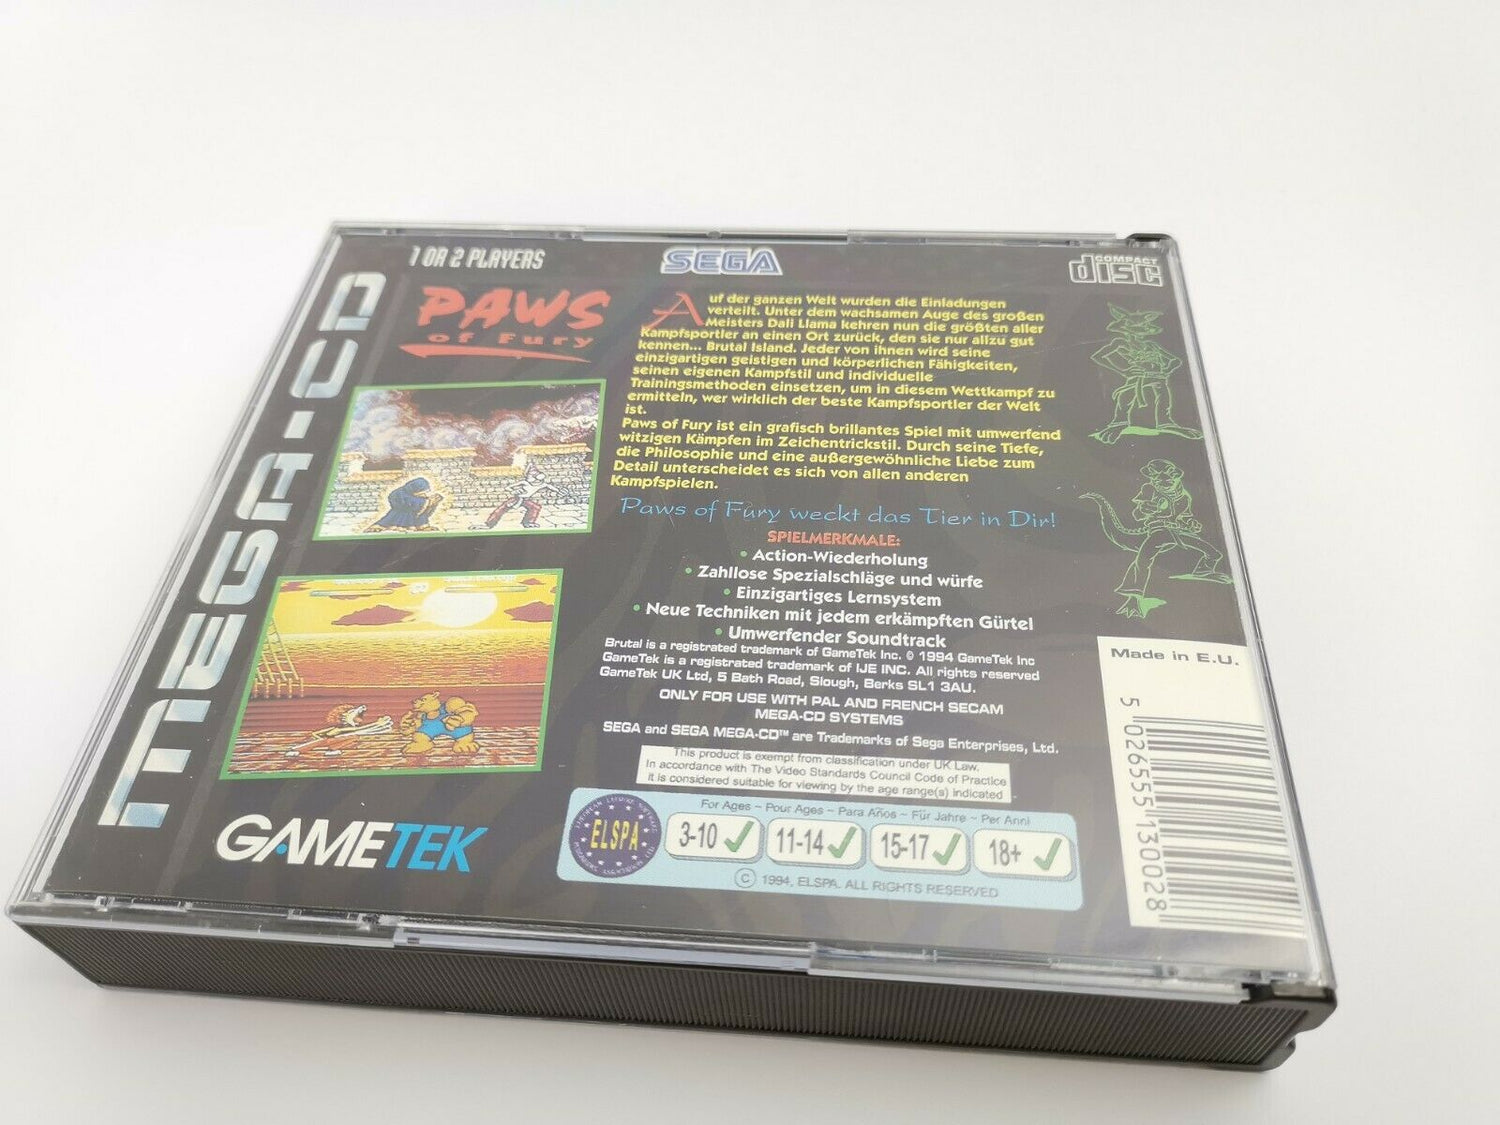 1 OR 2 PLAYERS
SEGA
COMPACT
disc
MEGA-CD
PAWS
of Fury
Auf der ganzen Welt wurden die Einladungen
verteilt. Unter dem wachsamen Auge des großen
Meisters Dali Llama kehren nun die größten aller
Kampfsportler an einen Ort zurück, den sie nur allzu gut
kennen... Brutal Island. Jeder von ihnen wird seine
einzigartigen geistigen und körperlichen Fähigkeiten,
seinen eigenen Kampfstil und individuelle
Trainingsmethoden einsetzen, um in diesem Wettkampf zu
ermitteln, wer wirklich der beste Kampfsportler der Welt
ist.
Paws of Fury ist ein grafisch brillantes Spiel mit umwerfend
witzigen Kämpfen im Zeichentrickstil. Durch seine Tiefe,
die Philosophie und eine außergewöhnliche Liebe zum
Detail unterscheidet es sich von allen anderen
Kampfspielen.
Paws of Fury weckt das Tier in Dir!
SPIELMERKMALE:
• Action-Wiederholung
• Zahllose Spezialschläge und würfe
• Einzigartiges Lernsystem
• Neue Techniken mit jedem erkämpften Gürtel
• Umwerfender Soundtrack
Brutal is a registrated trademark of GameTek Inc. © 1994 GameTek Inc
GameTek is a registrated trademark of IJE INC. All rights reserved
GameTek UK Ltd, 5 Bath Road, Slough, Berks SL1 3AU.
ONLY FOR USE WITH PAL AND FRENCH SECAM
MEGA-CD SYSTEMS
SEGA and SEGA MEGA-CD™ are Trademarks of Sega Enterprises, Ltd.
This product is exempt from classification under UK Law.
In accordance with The Video Standards Council Code of Practice
it is considered suitable for viewing by the age range(s) indicated
GAMETEK
ELSPA
For Ages ~ Pour Ages ~ Para Años ~ Für Jahre ~ Per Anni
3-10 ✓ 11-14 ✓ 15-17 ✓ 18+ ✓
© 1994, ELSPA. ALL RIGHTS RESERVED
Made in E.U.
5 026555 130028